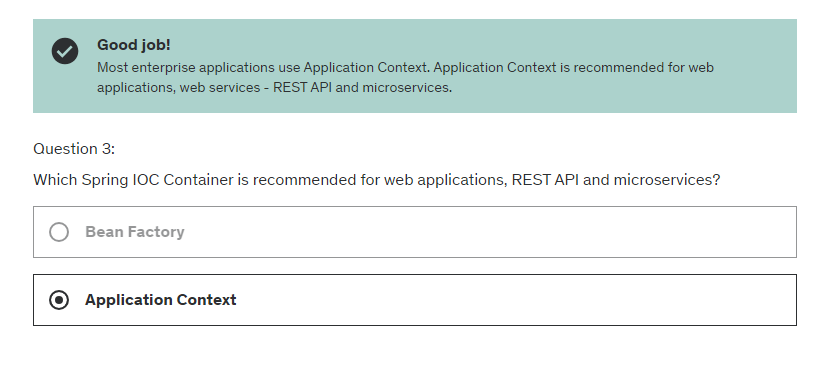 Good job!
Most enterprise applications use Application Context. Application Context is recommended for web
applications, web services - REST API and microservices.
Question 3:
Which Spring IOC Container is recommended for web applications, REST API and microservices?
Bean Factory
Application Context